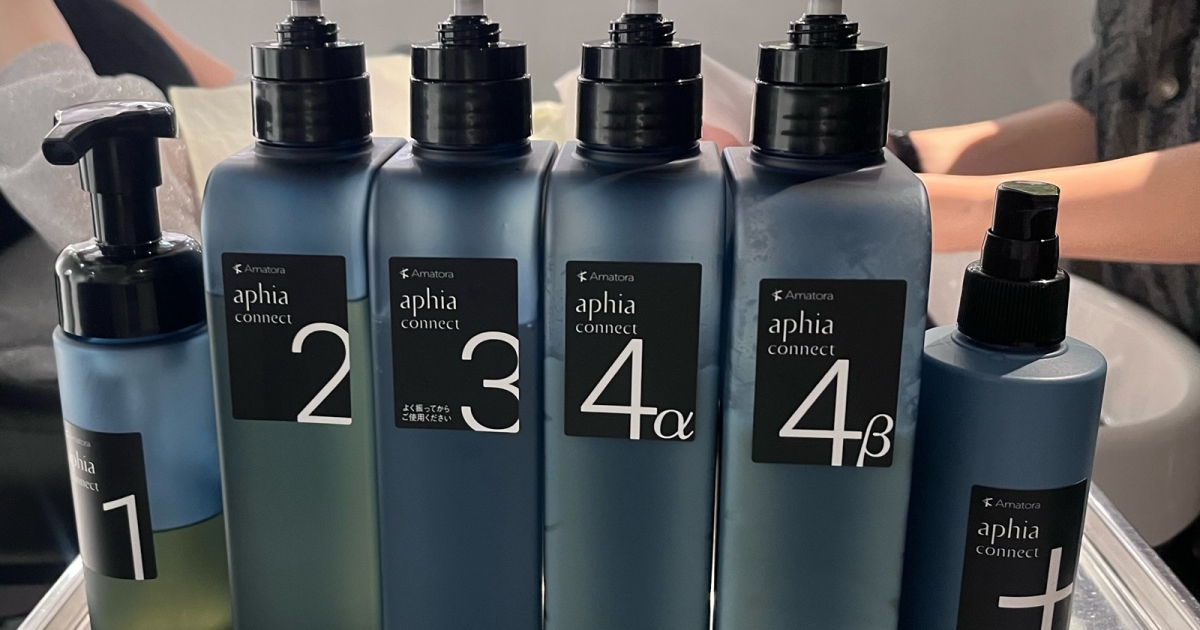 Amatora
aphia
connect
1
Amatora
aphia
connect
2
Amatora
aphia
connect
3
よく振ってから
ご使用ください
Amatora
aphia
connect
4α
Amatora
aphia
connect
4β
Amatora
aphia
connect
+